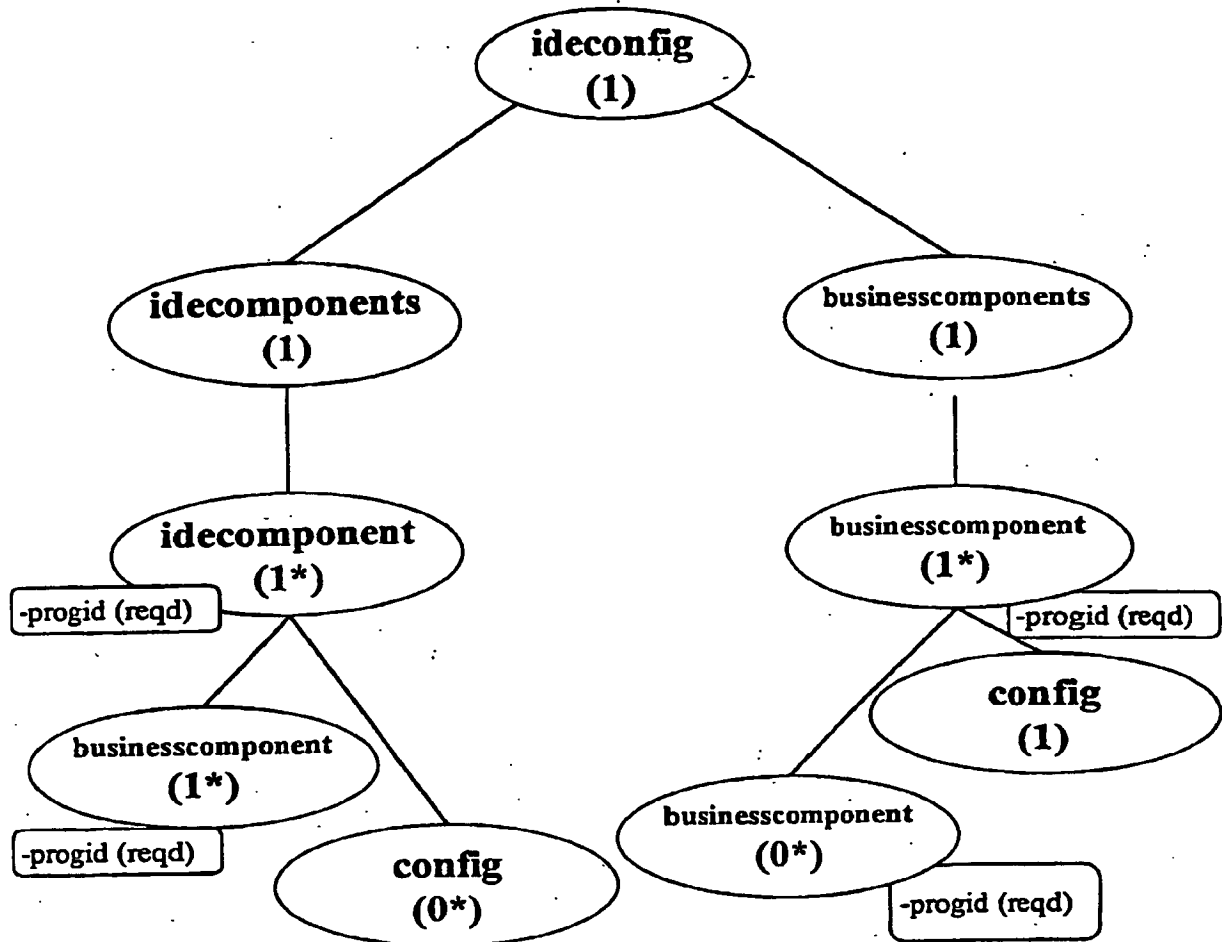 ideconfig
(1)
idecomponents
(1)
businesscomponents
(1)
idecomponent
(1*)
-progid (reqd)
businesscomponent
(1*)
-progid (reqd)
businesscomponent
(1*)
-progid (reqd)
config
(0*)
config
(1)
businesscomponent
(0*)
-progid (reqd)